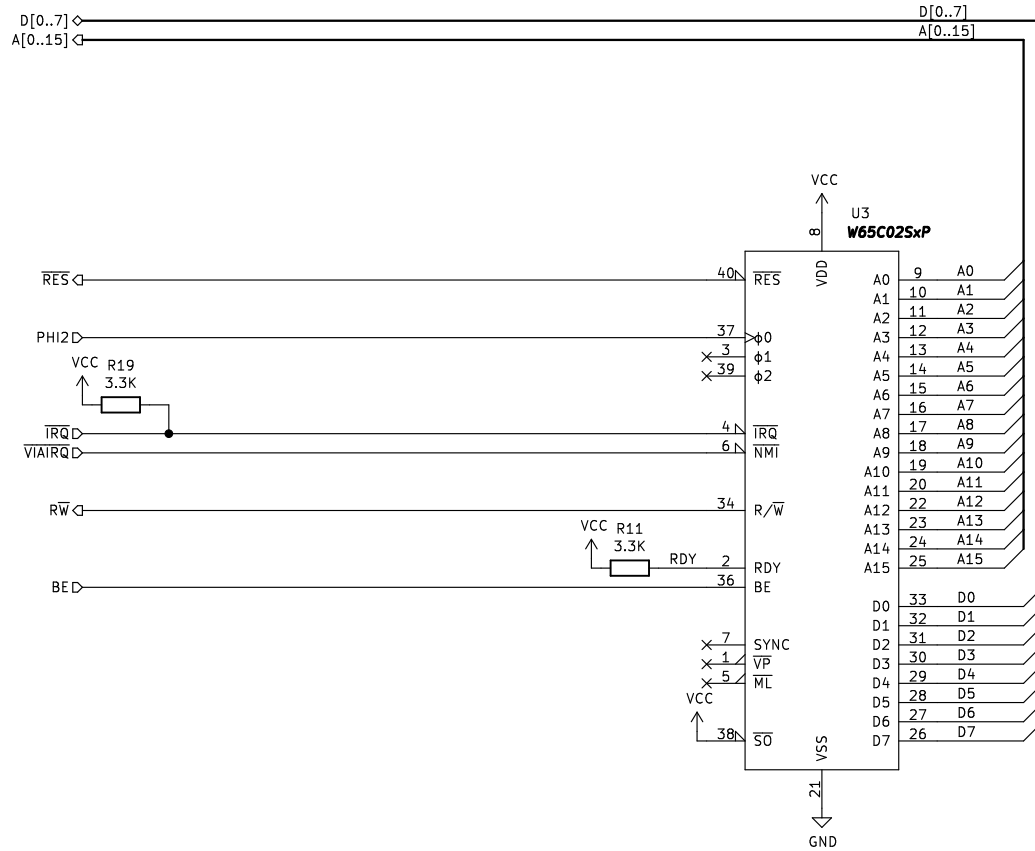 D[0..7] D[0..7]
A[0..15] A[0..15]
VCC
U3
W65C02SxP
8
VDD
RES 40 RES A0 9 A0
A1 10 A1
A2 11 A2
PHI2 37 ϕ0 A3 12 A3
3 ϕ1 A4 13 A4
VCC R19
3.3K
39 ϕ2 A5 14 A5
A6 15 A6
A7 16 A7
IRQ 4 IRQ A8 17 A8
VIAIRQ 6 NMI A9 18 A9
A10 19 A10
A11 20 A11
RW 34 R/W A12 22 A12
A13 23 A13
VCC R11
3.3K
A14 24 A14
RDY 2 RDY A15 25 A15
BE 36 BE
D0 33 D0
D1 32 D1
7 SYNC D2 31 D2
1 VP D3 30 D3
5 ML D4 29 D4
VCC
D5 28 D5
D6 27 D6
38 SO D7 26 D7
VSS
21
GND